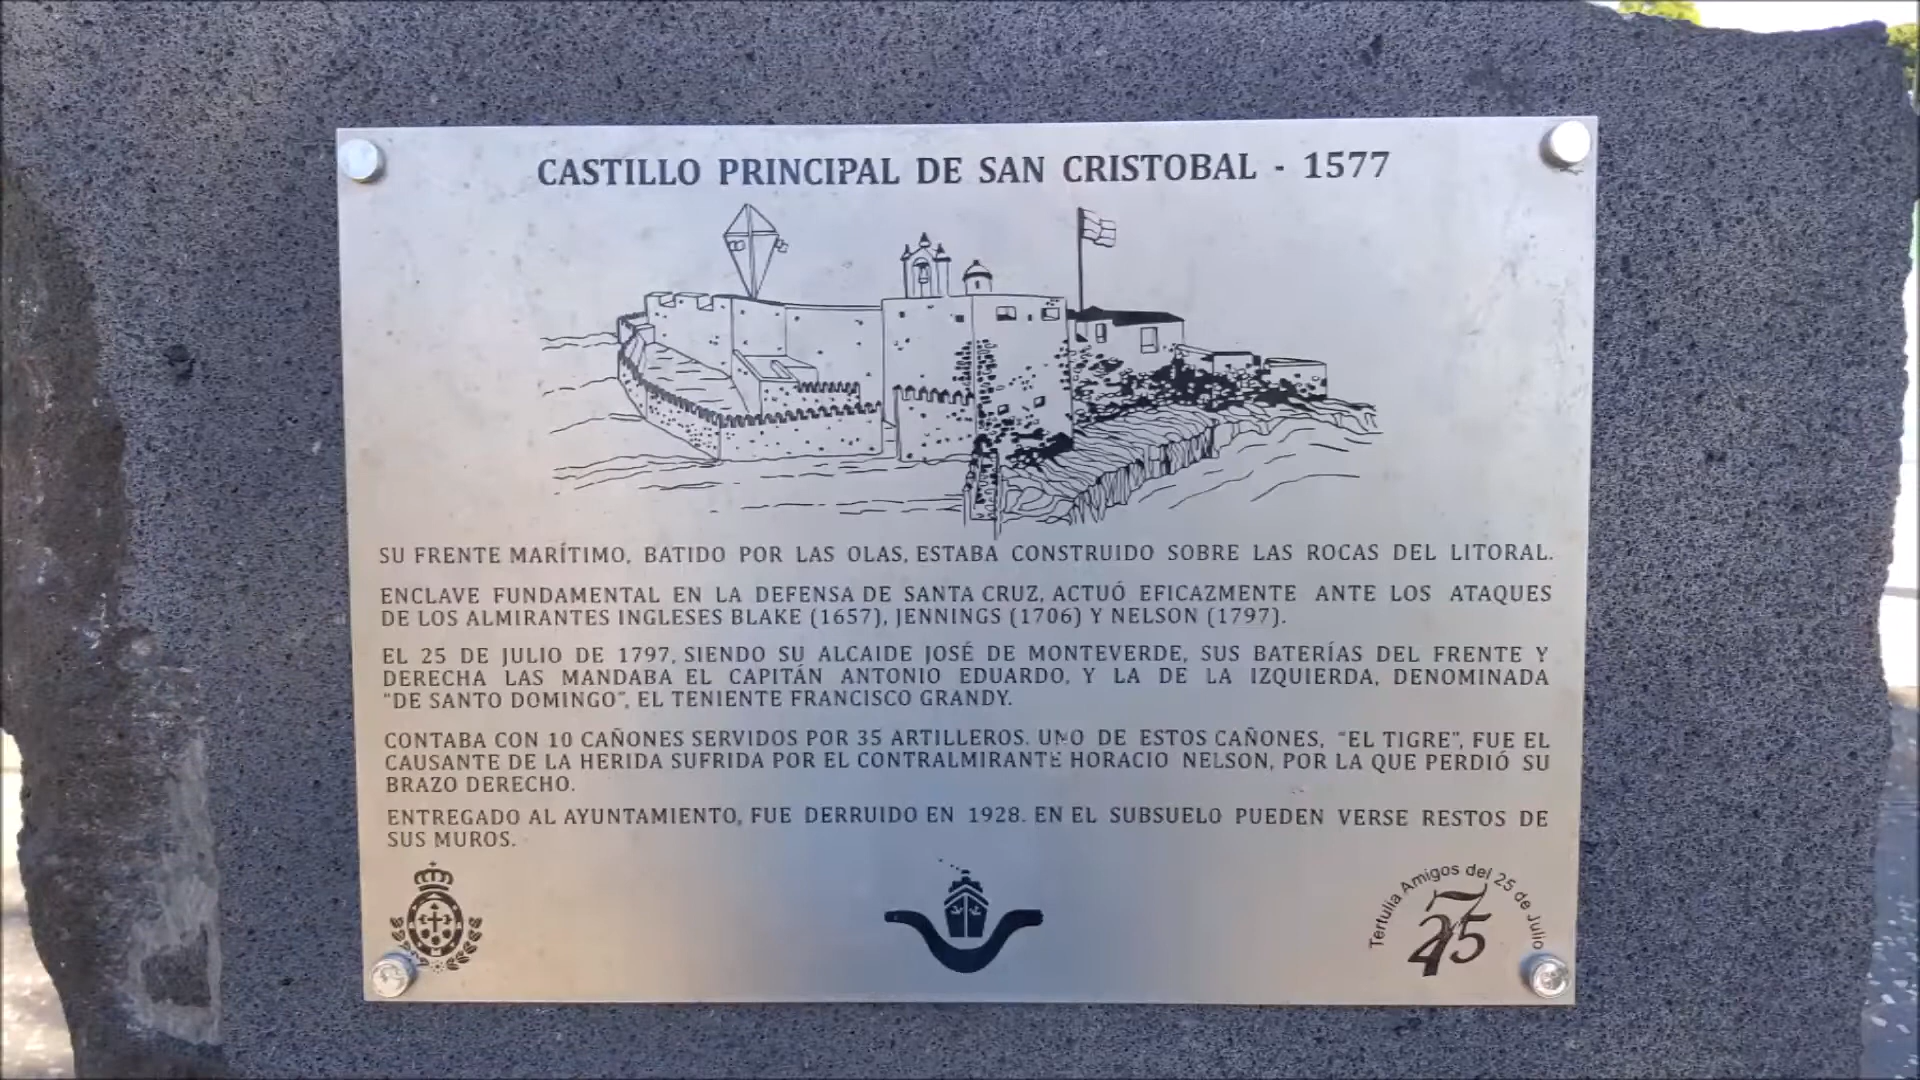 CASTILLO PRINCIPAL DE SAN CRISTOBAL - 1577
SU FRENTE MARÍTIMO, BATIDO POR LAS OLAS, ESTABA CONSTRUIDO SOBRE LAS ROCAS DEL LITORAL.
ENCLAVE FUNDAMENTAL EN LA DEFENSA DE SANTA CRUZ, ACTUÓ EFICAZMENTE ANTE LOS ATAQUES
DE LOS ALMIRANTES INGLESES BLAKE (1657), JENNINGS (1706) Y NELSON (1797).
EL 25 DE JULIO DE 1797, SIENDO SU ALCAIDE JOSÉ DE MONTEVERDE, SUS BATERÍAS DEL FRENTE Y
DERECHA LAS MANDABA EL CAPITÁN ANTONIO EDUARDO, Y LA DE LA IZQUIERDA, DENOMINADA
"DE SANTO DOMINGO", EL TENIENTE FRANCISCO GRANDY.
CONTABA CON 10 CAÑONES SERVIDOS POR 35 ARTILLEROS. UNO DE ESTOS CAÑONES, "EL TIGRE", FUE EL
CAUSANTE DE LA HERIDA SUFRIDA POR EL CONTRALMIRANTE HORACIO NELSON, POR LA QUE PERDIÓ SU
BRAZO DERECHO.
ENTREGADO AL AYUNTAMIENTO, FUE DERRUIDO EN 1928. EN EL SUBSUELO PUEDEN VERSE RESTOS DE
SUS MUROS.
Tertulia Amigos del 25 de Julio
25